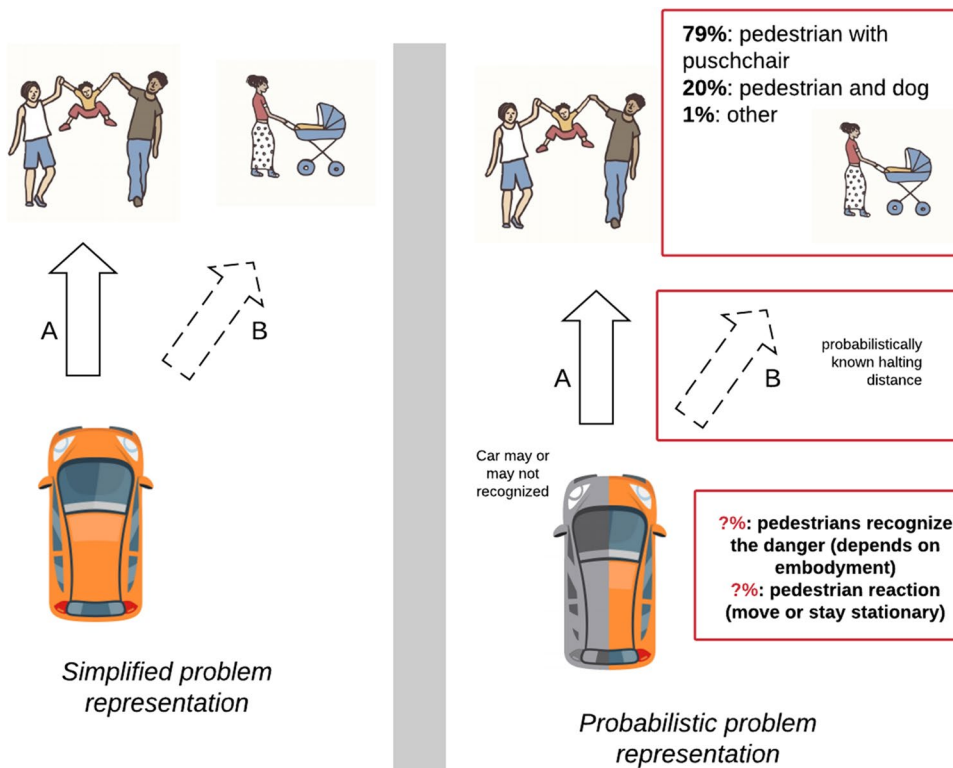 A
B
Simplified problem
representation
79%: pedestrian with
puschchair
20%: pedestrian and dog
1%: other
A
B
probabilistically
known halting
distance
Car may or
may not
recognized
?%: pedestrians recognize
the danger (depends on
embodyment)
?%: pedestrian reaction
(move or stay stationary)
Probabilistic problem
representation